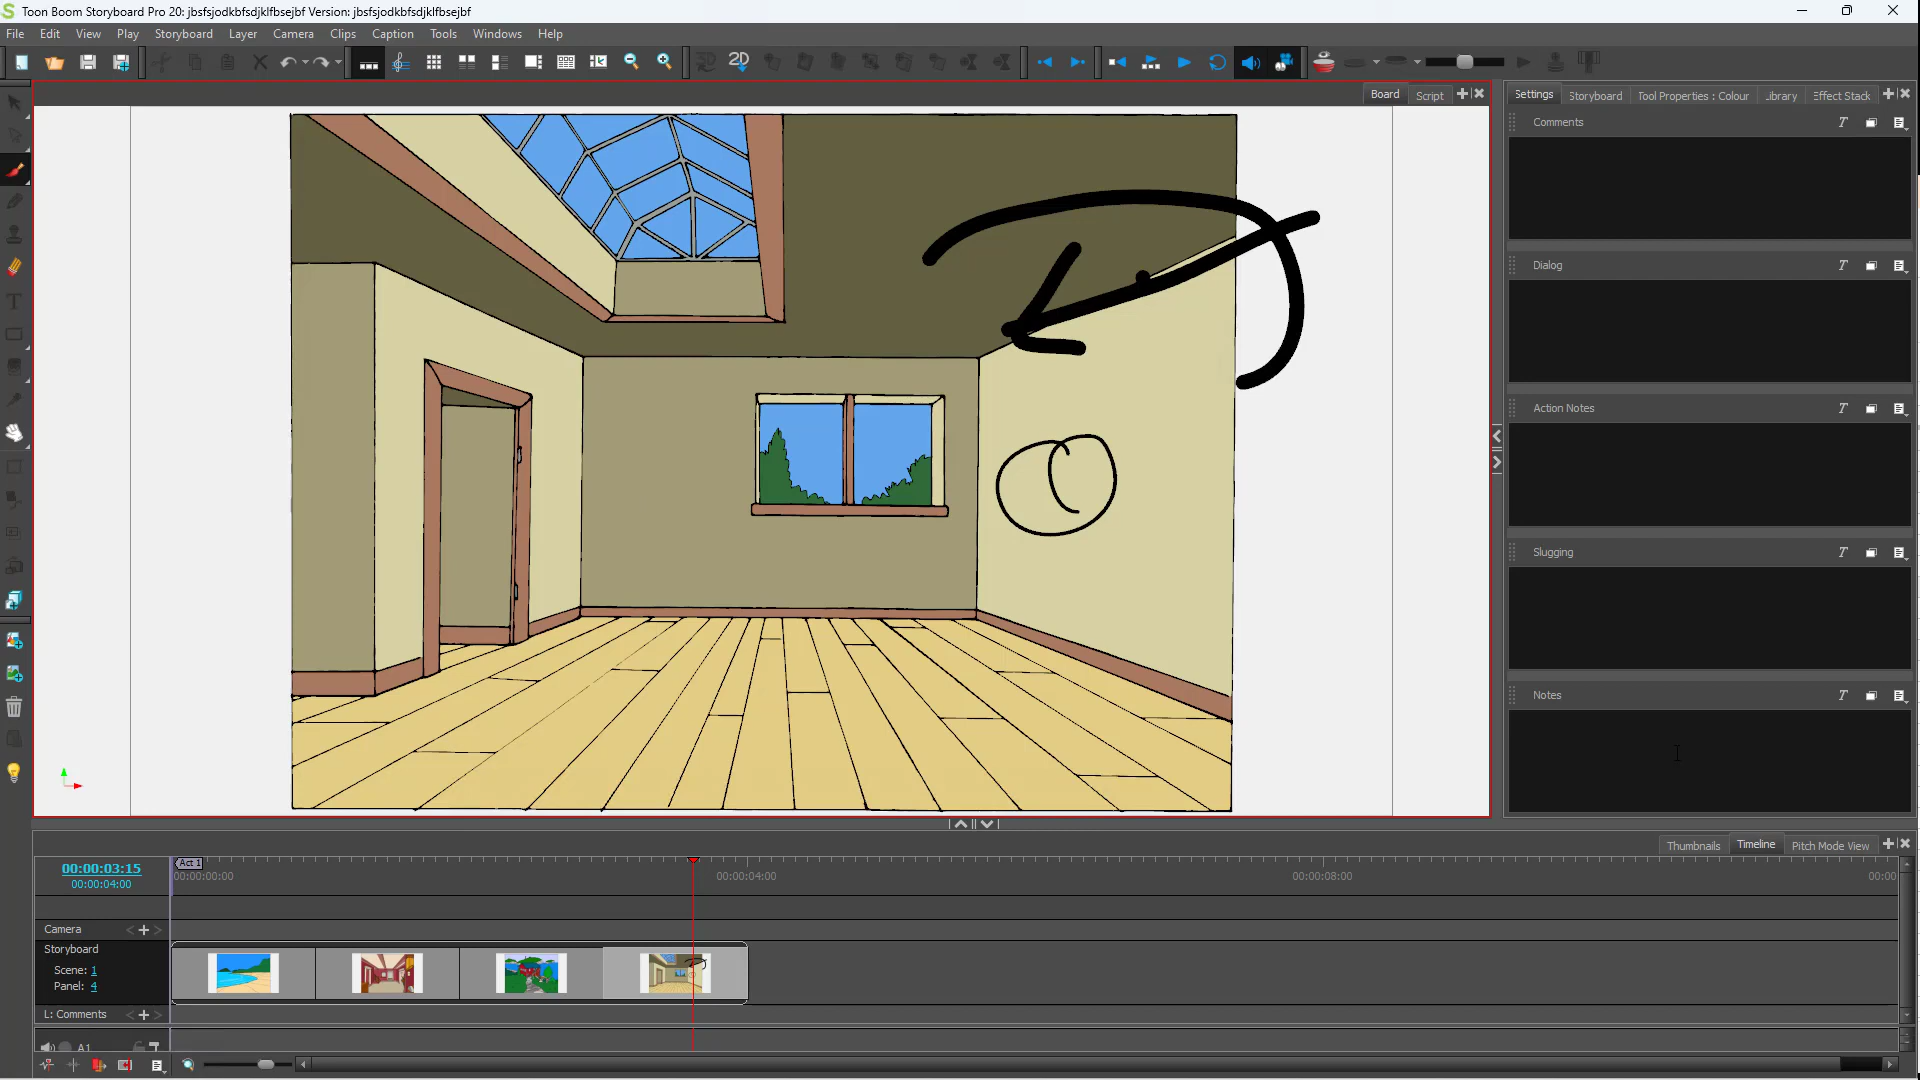 Toon Boom Storyboard Pro 20: jbsfsjodkbfsdjklfbsejbf Version: jbsfsjodkbfsdjklfbsejbf
File Edit View Play Storyboard Layer Camera Clips Caption Tools Windows Help
2D
Board Script
Settings Storyboard Tool Properties : Colour Library Effect Stack
Comments
Dialog
Action Notes
Slugging
Notes
Thumbnails Timeline Pitch Mode View
00:00:03:15
00:00:04:00
Act 1
00:00:00:00 00:00:04:00 00:00:08:00 00:00
Camera
Storyboard
Scene: 1
Panel: 4
L: Comments
A1